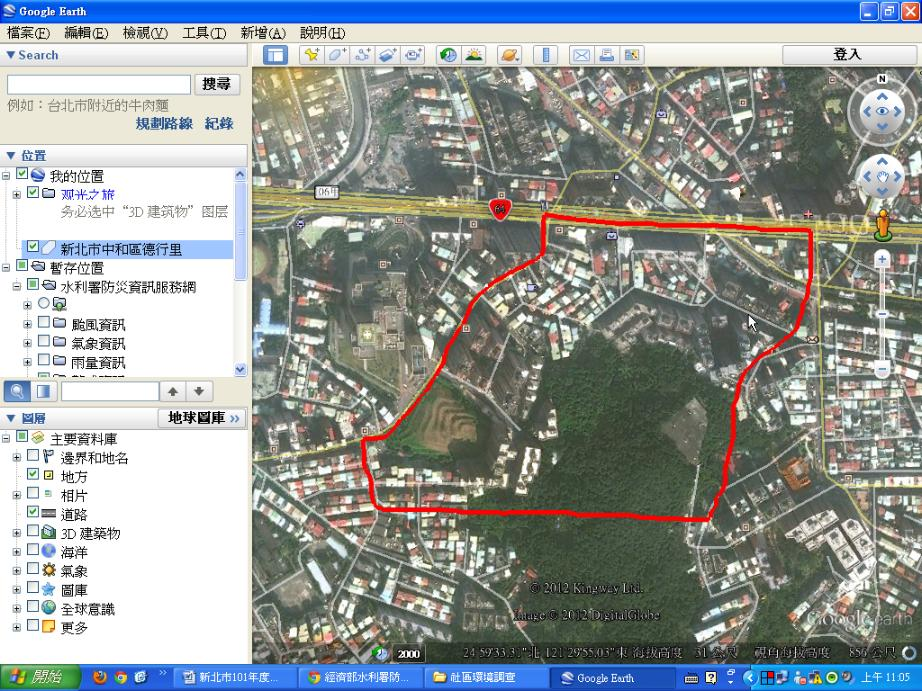 Google Earth
檔案(F) 編輯(E) 檢視(V) 工具(T) 新增(A) 說明(H)
Search
搜尋
例如：台北市附近的牛肉麵
規劃路線 紀錄
登入
位置
我的位置
观光之旅
务必选中“3D 建筑物”图层
新北市中和區德行里
暫存位置
水利署防災資訊服務網
颱風資訊
氣象資訊
雨量資訊
圖層
地球圖庫 »
主要資料庫
邊界和地名
地方
相片
道路
3D 建築物
海洋
氣象
圖庫
全球意識
更多
N
© 2012 Kingway Ltd.
Image © 2012 DigitalGlobe
Google earth
2000
24 59'33.31"北 121 29'55.03"東 海拔高度 31 公尺
視角海拔高度 856 公尺
開始
新北市101年度...
經濟部水利署防...
社區環境調查
Google Earth
上午 11:05